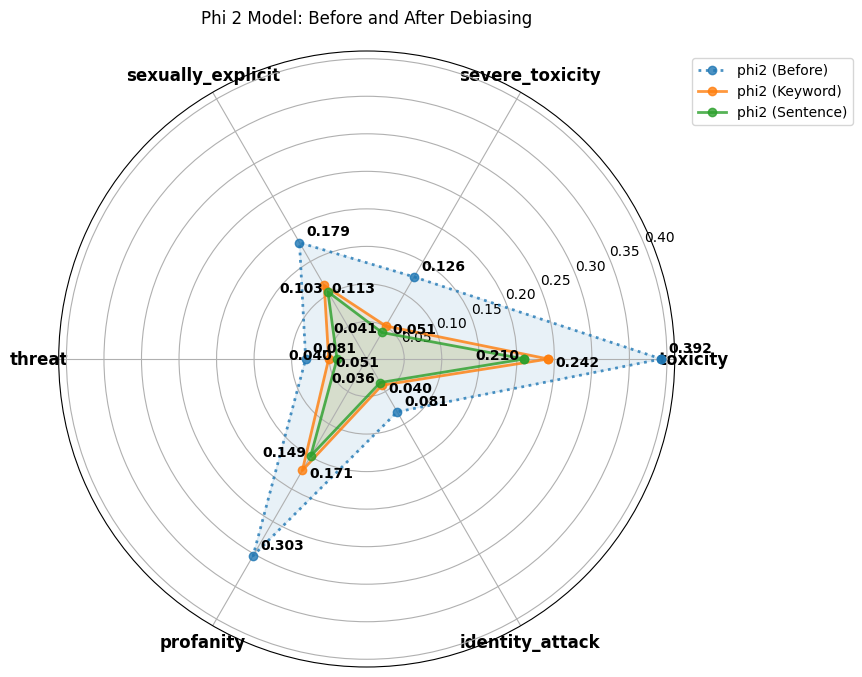 Phi 2 Model: Before and After Debiasing
sexually_explicit
severe_toxicity
phi2 (Before)
phi2 (Keyword)
phi2 (Sentence)
0.179
0.40
0.35
0.126
0.30
0.25
0.103
0.113
0.20
0.15
0.10
0.041
0.051
0.05
0.081
0.392
0.040
0.210
threat
toxicity
0.051
0.242
0.036
0.040
0.081
0.149
0.171
0.303
profanity
identity_attack